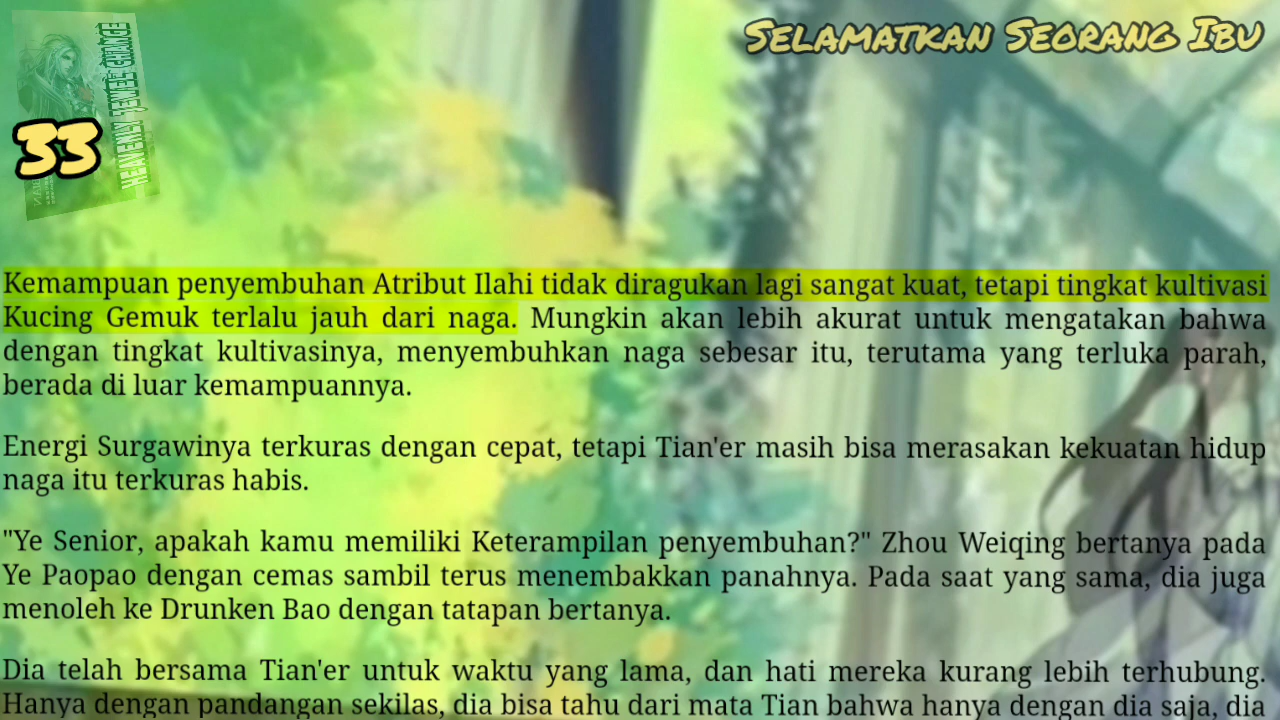 Selamatkan Seorang Ibu
HEAVENLY JEWEL CHANGE
33
Kemampuan penyembuhan Atribut Ilahi tidak diragukan lagi sangat kuat, tetapi tingkat kultivasi
Kucing Gemuk terlalu jauh dari naga. Mungkin akan lebih akurat untuk mengatakan bahwa
dengan tingkat kultivasinya, menyembuhkan naga sebesar itu, terutama yang terluka parah,
berada di luar kemampuannya.
Energi Surgawinya terkuras dengan cepat, tetapi Tian'er masih bisa merasakan kekuatan hidup
naga itu terkuras habis.
"Ye Senior, apakah kamu memiliki Keterampilan penyembuhan?" Zhou Weiqing bertanya pada
Ye Paopao dengan cemas sambil terus menembakkan panahnya. Pada saat yang sama, dia juga
menoleh ke Drunken Bao dengan tatapan bertanya.
Dia telah bersama Tian'er untuk waktu yang lama, dan hati mereka kurang lebih terhubung.
Hanya dengan pandangan sekilas, dia bisa tahu dari mata Tian bahwa hanya dengan dia saja, dia